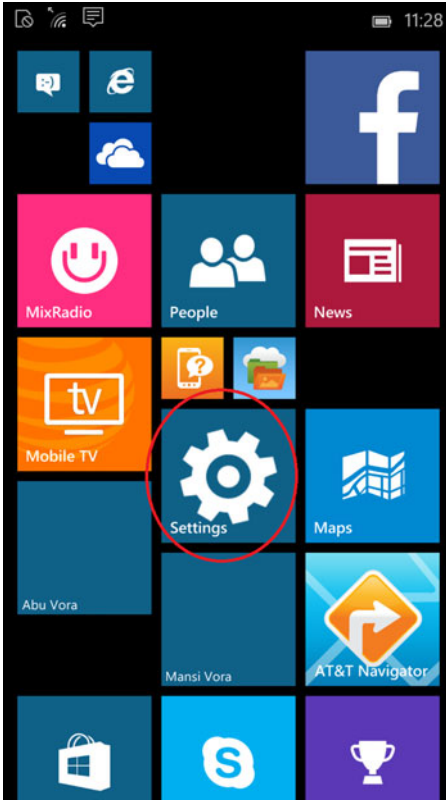 11:28
:-)
e
f
MixRadio
People
News
tv
Mobile TV
?
Settings
Maps
Abu Vora
Mansi Vora
AT&T Navigator
S